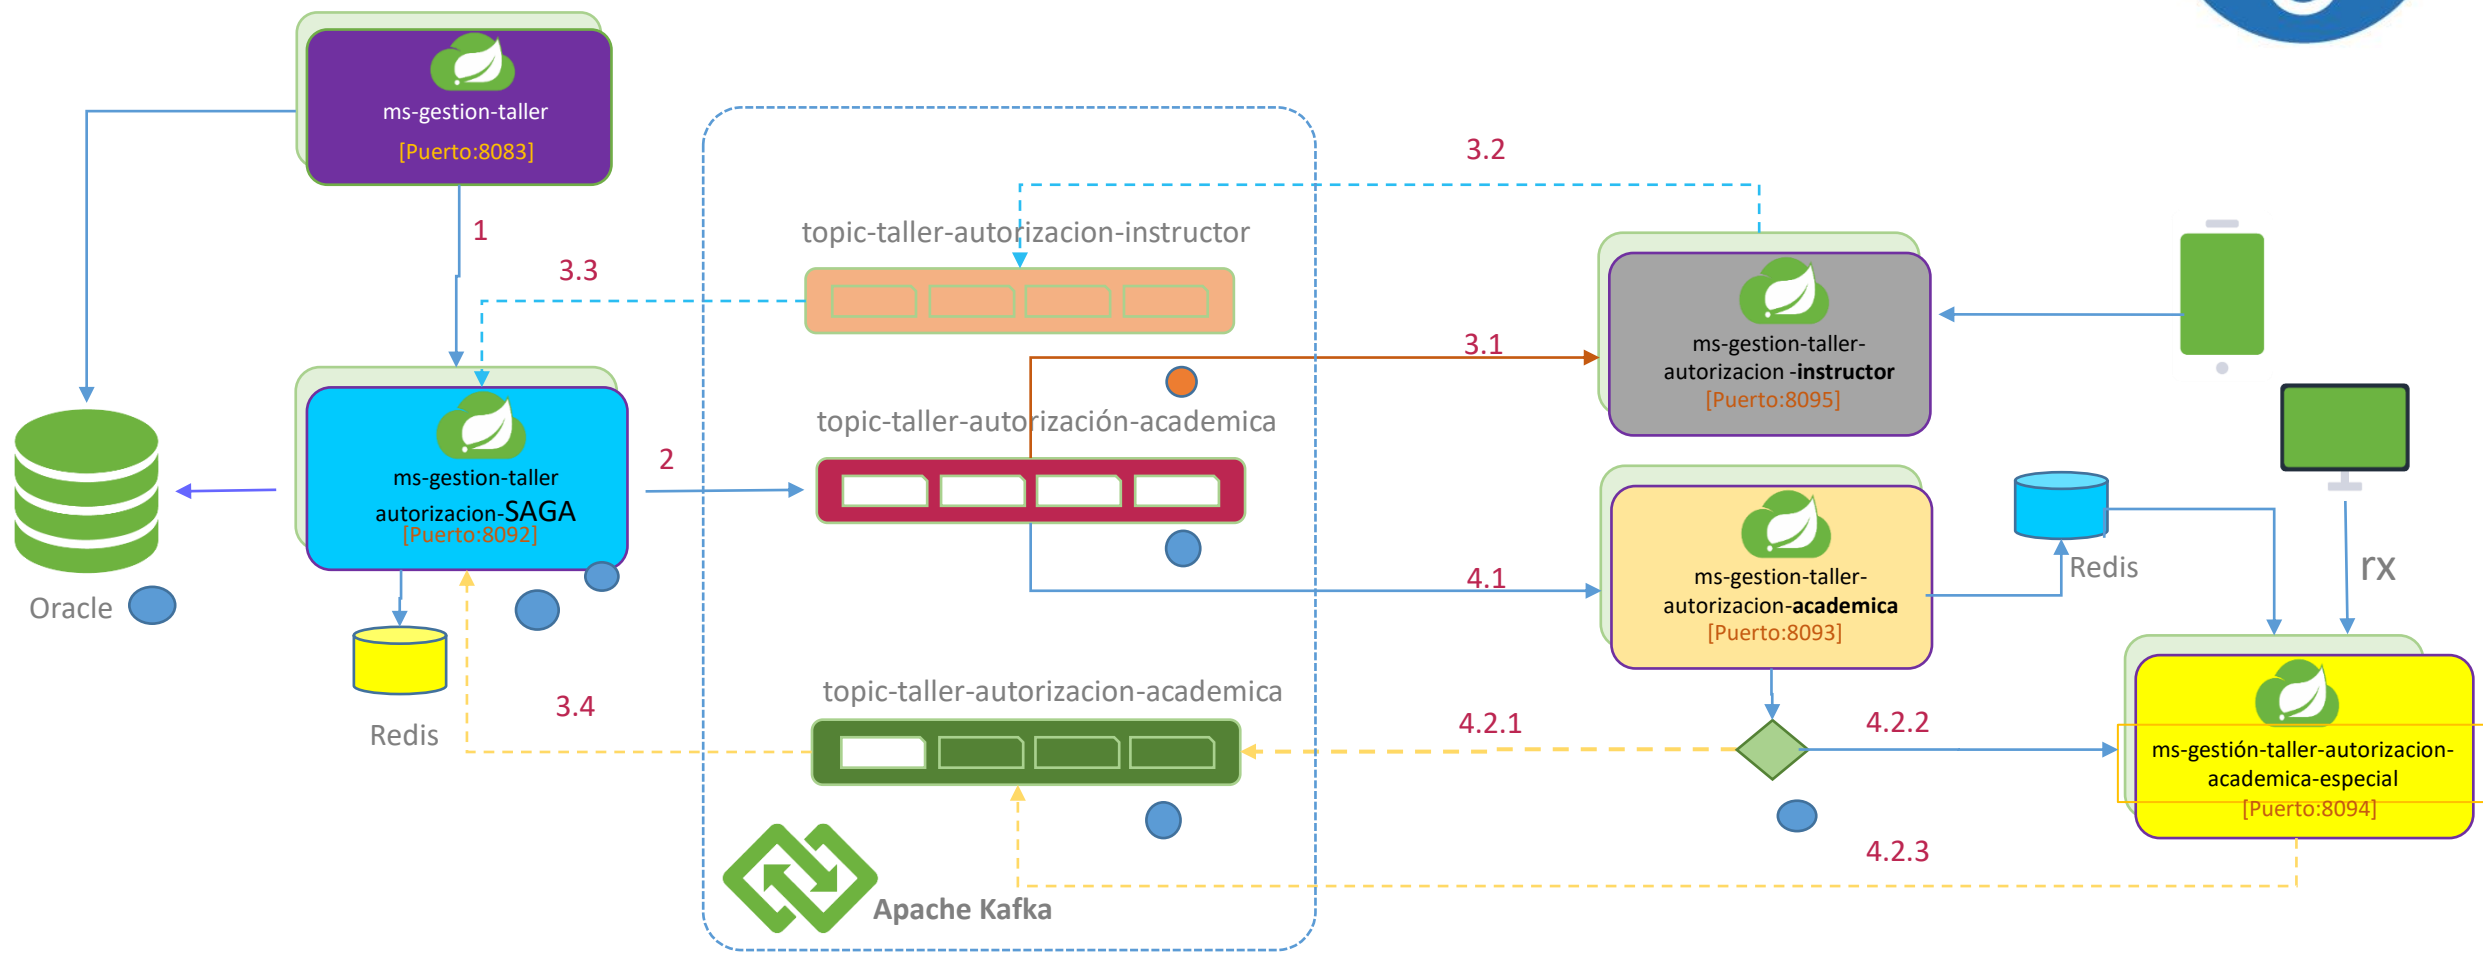 ms-gestion-taller
[Puerto:8083]
1
3.2
topic-taller-autorizacion-instructor
3.3
ms-gestion-taller-
autorizacion -instructor
[Puerto:8095]
3.1
topic-taller-autorización-academica
2
ms-gestion-taller
autorizacion-SAGA
[Puerto:8092]
Oracle
Redis
4.1
ms-gestion-taller-
autorizacion-academica
[Puerto:8093]
Redis
rx
topic-taller-autorizacion-academica
3.4
4.2.1
4.2.2
ms-gestión-taller-autorizacion-
academica-especial
[Puerto:8094]
4.2.3
Apache Kafka